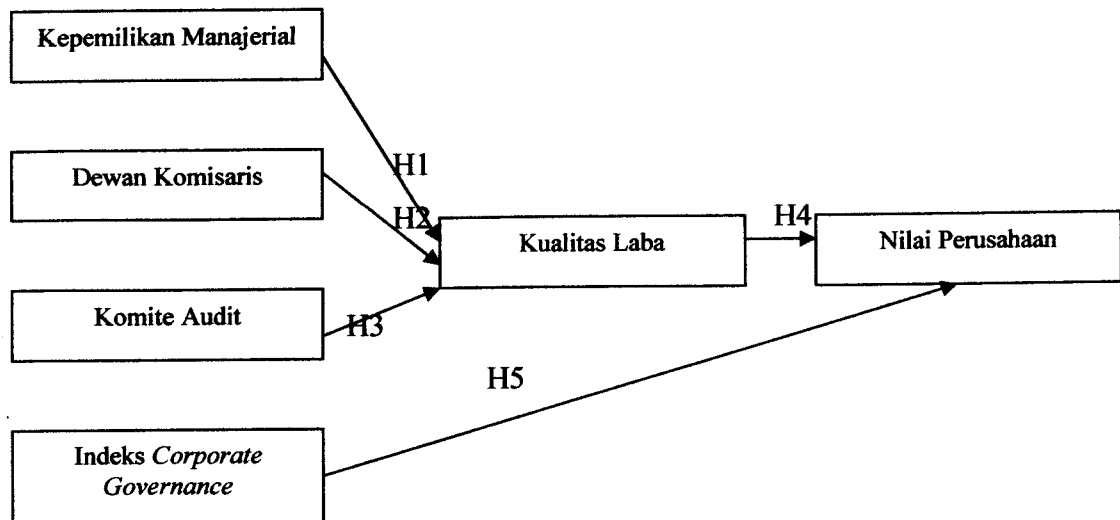 Kepemilikan Manajerial
Dewan Komisaris
H1
H2
H4
Kualitas Laba
Nilai Perusahaan
Komite Audit
H3
H5
Indeks Corporate
Governance